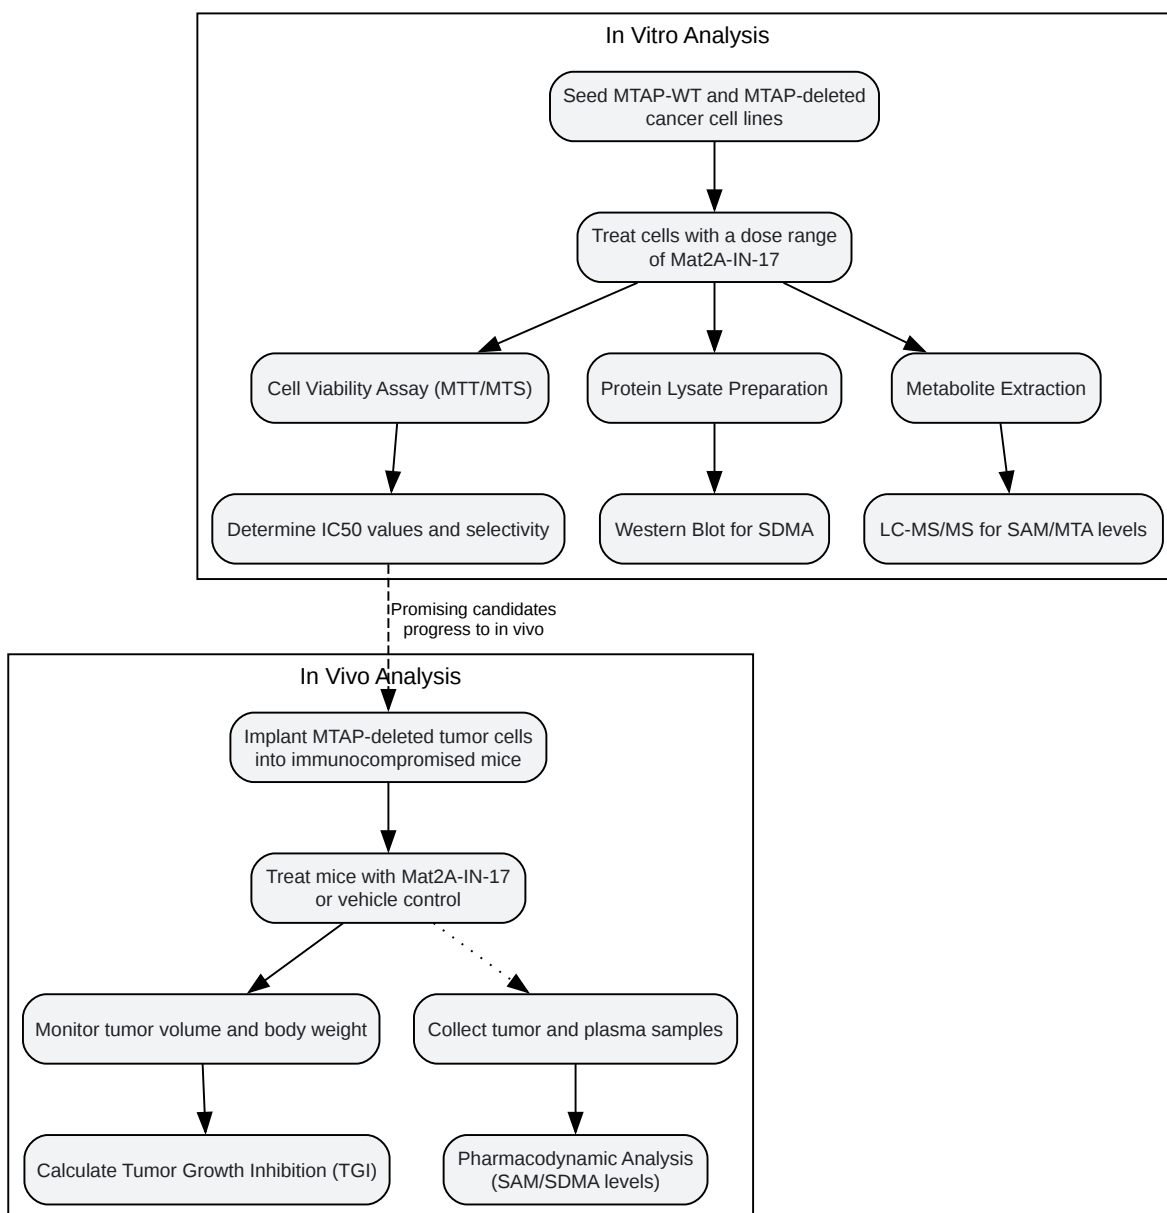 In Vitro Analysis
Seed MTAP-WT and MTAP-deleted
cancer cell lines
Treat cells with a dose range
of Mat2A-IN-17
Cell Viability Assay (MTT/MTS)
Protein Lysate Preparation
Metabolite Extraction
Determine IC50 values and selectivity
Western Blot for SDMA
LC-MS/MS for SAM/MTA levels
Promising candidates
progress to in vivo
In Vivo Analysis
Implant MTAP-deleted tumor cells
into immunocompromised mice
Treat mice with Mat2A-IN-17
or vehicle control
Monitor tumor volume and body weight
Collect tumor and plasma samples
Calculate Tumor Growth Inhibition (TGI)
Pharmacodynamic Analysis
(SAM/SDMA levels)